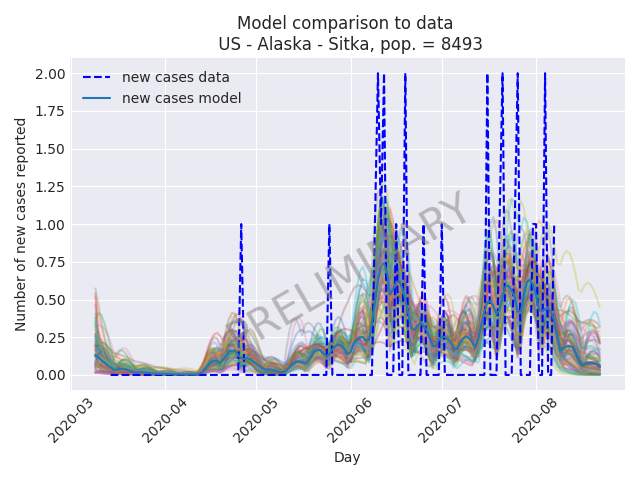 Model comparison to data
US - Alaska - Sitka, pop. = 8493
new cases data
new cases model
2.00
1.75
1.50
1.25
1.00
0.75
0.50
0.25
0.00
Number of new cases reported
PRELIMINARY
2020-03
2020-04
2020-05
2020-06
2020-07
2020-08
Day